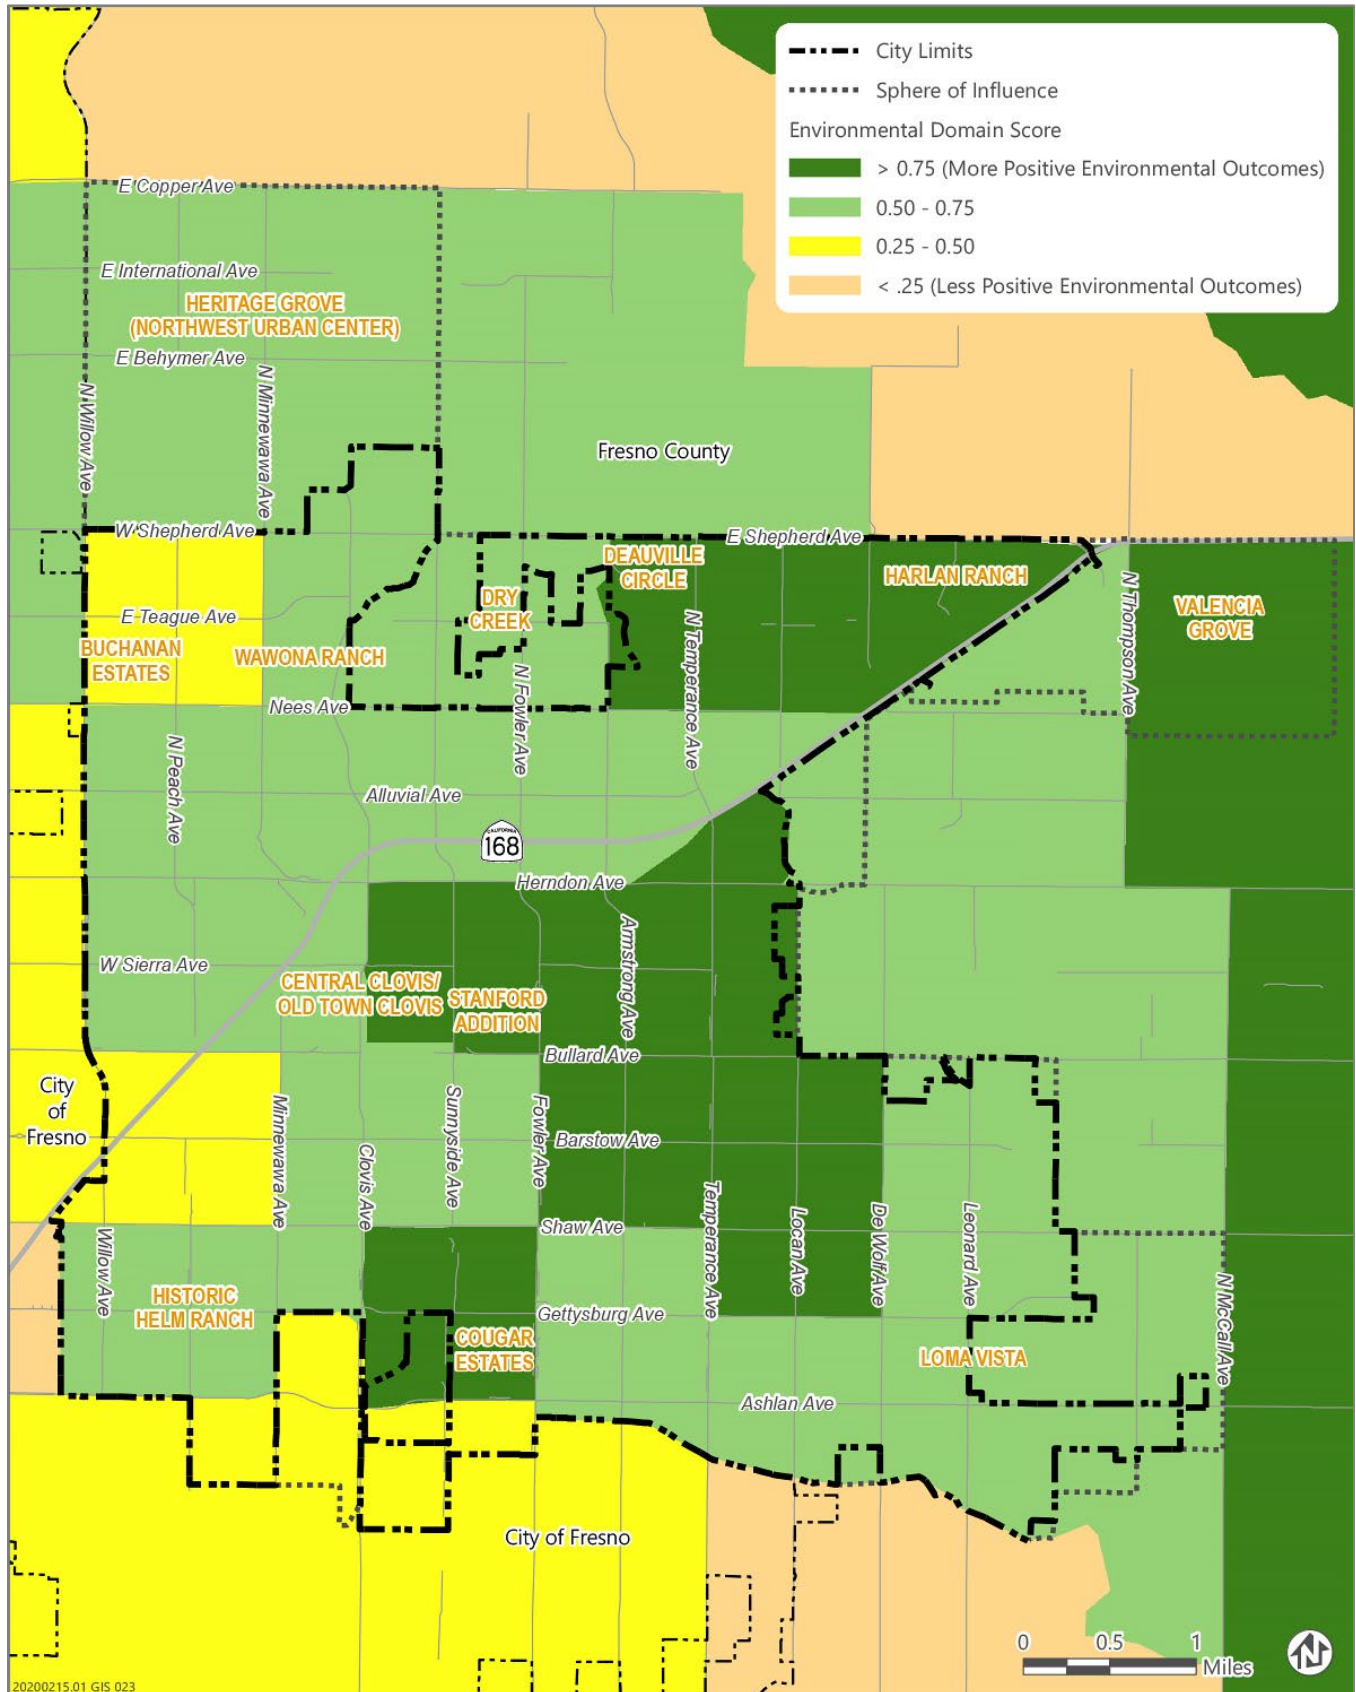 City Limits
Sphere of Influence
Environmental Domain Score
> 0.75 (More Positive Environmental Outcomes)
0.50 - 0.75
0.25 - 0.50
< .25 (Less Positive Environmental Outcomes)
E Copper Ave
E International Ave
HERITAGE GROVE
(NORTHWEST URBAN CENTER)
E Behymer Ave
N Willow Ave
N Minnewawa Ave
Fresno County
W Shepherd Ave
E Shepherd Ave
DEAUVILLE
CIRCLE
HARLAN RANCH
DRY
CREEK
N Thompson Ave
VALENCIA
GROVE
E Teague Ave
BUCHANAN
ESTATES
WAWONA RANCH
N Temperance Ave
N Fowler Ave
Nees Ave
N Peach Ave
Alluvial Ave
CALIFORNIA
168
Herndon Ave
Armstrong Ave
W Sierra Ave
CENTRAL CLOVIS/
OLD TOWN CLOVIS
STANFORD
ADDITION
Bullard Ave
City
of
Fresno
Minnewawa Ave
Clovis Ave
Sunnyside Ave
Fowler Ave
Barstow Ave
Temperance Ave
Locan Ave
De Wolf Ave
Leonard Ave
Shaw Ave
Willow Ave
HISTORIC
HELM RANCH
Gettysburg Ave
N McCall Ave
COUGAR
ESTATES
LOMA VISTA
Ashlan Ave
City of Fresno
0 0.5 1
Miles
N
20200215.01 GIS 023